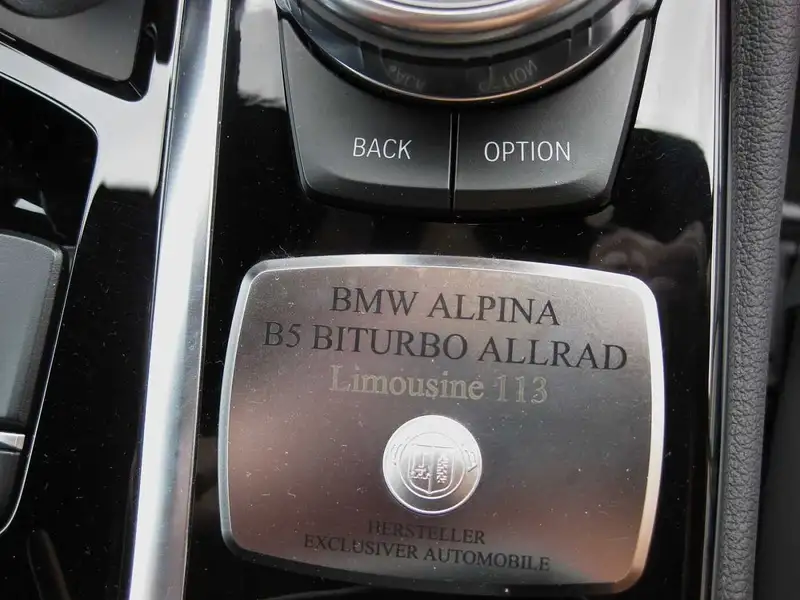 BACK
OPTION
BMW ALPINA
B5 BITURBO ALLRAD
Limousine 113
HERSTELLER
EXCLUSIVER AUTOMOBILE